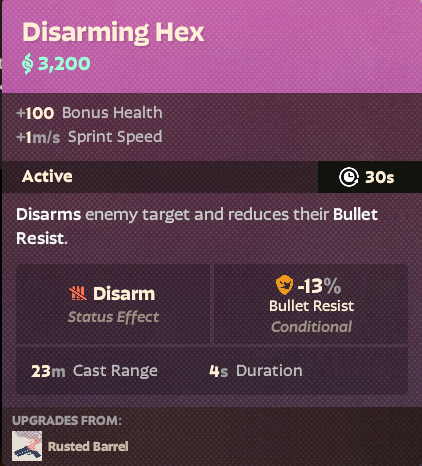 Disarming Hex
3,200
+100 Bonus Health
+1m/s Sprint Speed
Active 30s
Disarms enemy target and reduces their Bullet
Resist.
Disarm
Status Effect
-13%
Bullet Resist
Conditional
23m Cast Range 4s Duration
UPGRADES FROM:
Rusted Barrel